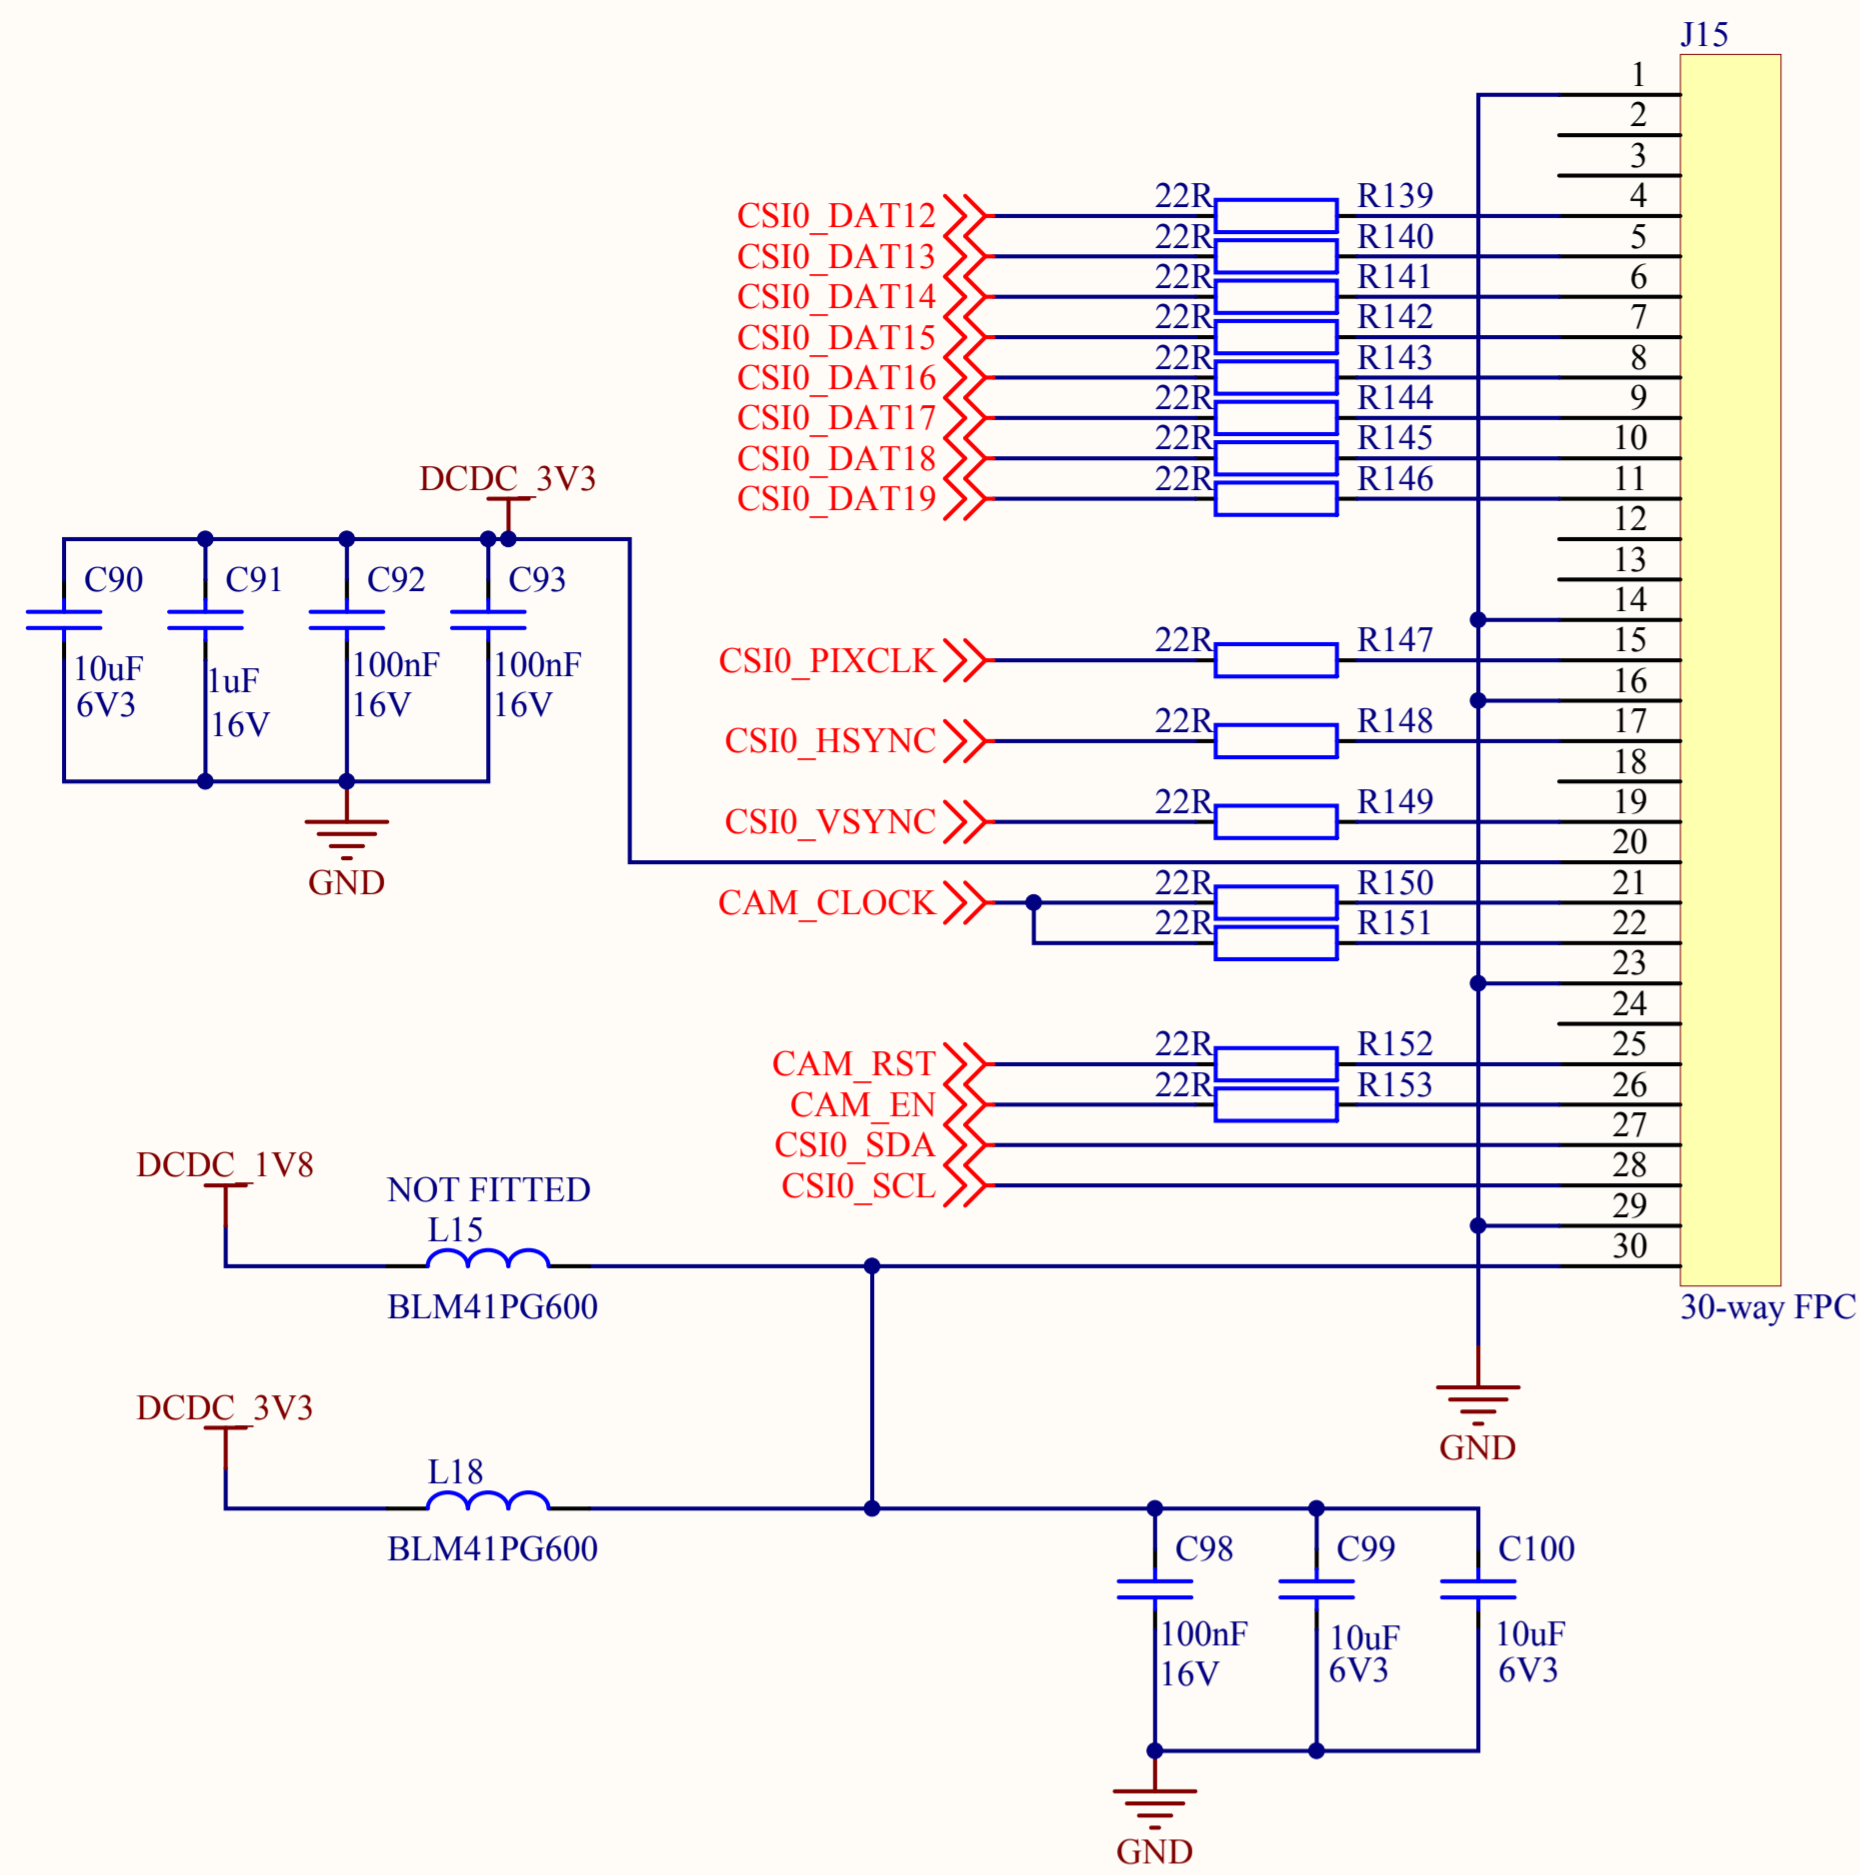 J15
1
2
3
CSI0_DAT12 22R R139 4
CSI0_DAT13 22R R140 5
CSI0_DAT14 22R R141 6
CSI0_DAT15 22R R142 7
CSI0_DAT16 22R R143 8
CSI0_DAT17 22R R144 9
CSI0_DAT18 22R R145 10
DCDC_3V3 CSI0_DAT19 22R R146 11
12
C90 C91 C92 C93 13
14
CSI0_PIXCLK 22R R147 15
10uF 1uF 100nF 100nF 16
6V3 16V 16V 16V
CSI0_HSYNC 22R R148 17
18
CSI0_VSYNC 22R R149 19
20
GND CAM_CLOCK 22R R150 21
22R R151 22
23
24
CAM_RST 22R R152 25
CAM_EN 22R R153 26
CSI0_SDA 27
DCDC_1V8 28
NOT FITTED CSI0_SCL
L15 29
30
BLM41PG600 30-way FPC
DCDC_3V3
GND
L18
BLM41PG600 C98 C99 C100
100nF 10uF 10uF
16V 6V3 6V3
GND